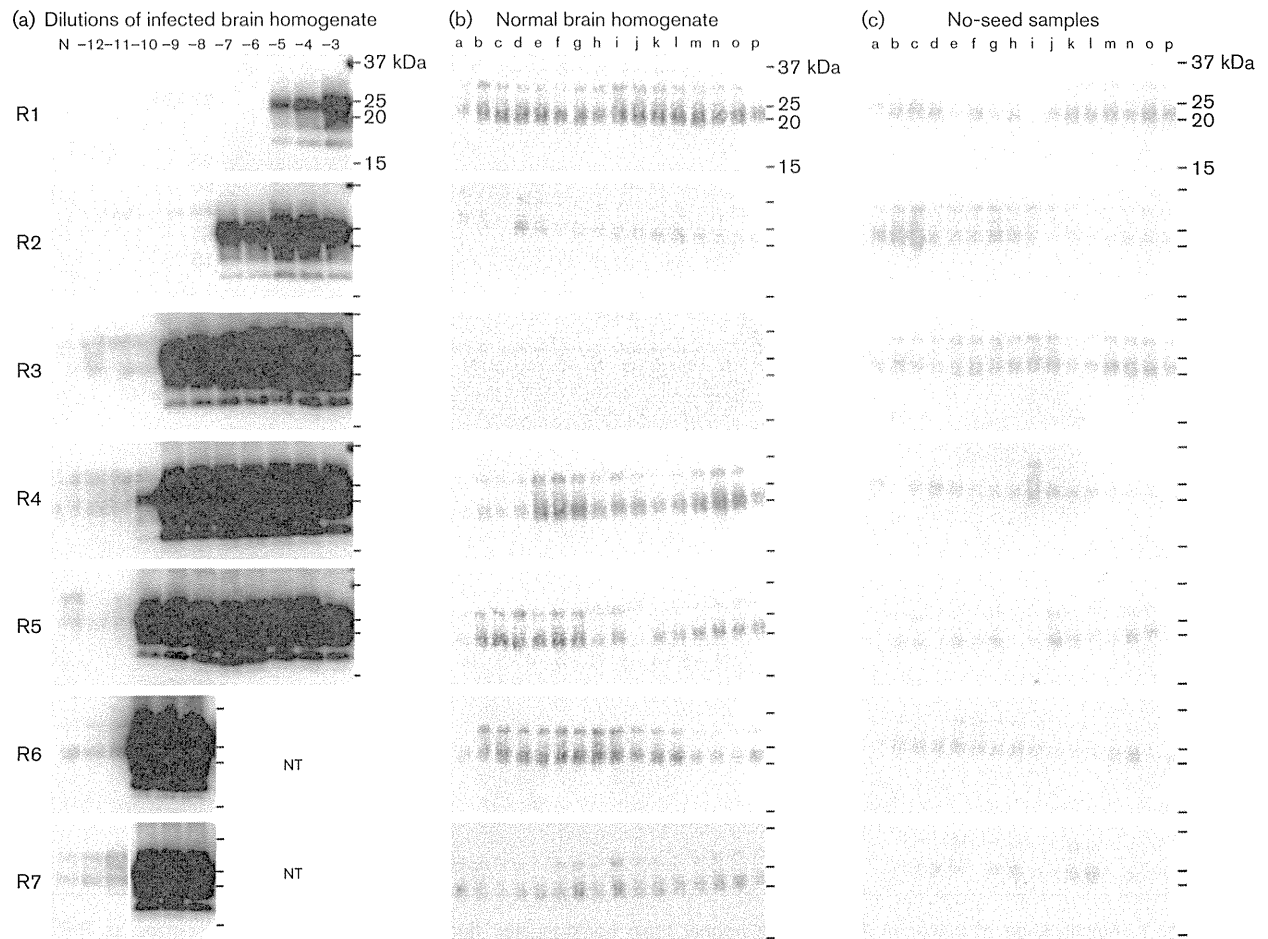 (a) Dilutions of infected brain homogenate
(b) Normal brain homogenate
(c) No-seed samples
N −12 −11 −10 −9 −8 −7 −6 −5 −4 −3
a b c d e f g h i j k l m n o p
a b c d e f g h i j k l m n o p
37 kDa
37 kDa
37 kDa
R1
25
25
25
20
20
20
15
15
15
R2
R3
R4
R5
R6
NT
R7
NT